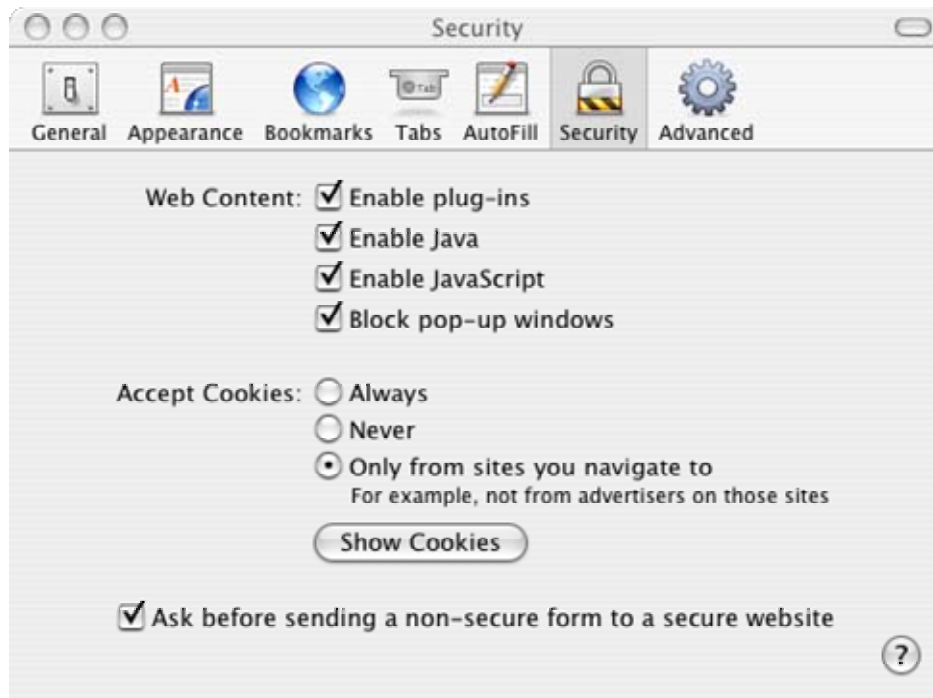 Security
Tab
General Appearance Bookmarks Tabs AutoFill Security Advanced
Web Content: Enable plug-ins
Enable Java
Enable JavaScript
Block pop-up windows
Accept Cookies: Always
Never
Only from sites you navigate to
For example, not from advertisers on those sites
Show Cookies
Ask before sending a non-secure form to a secure website
?